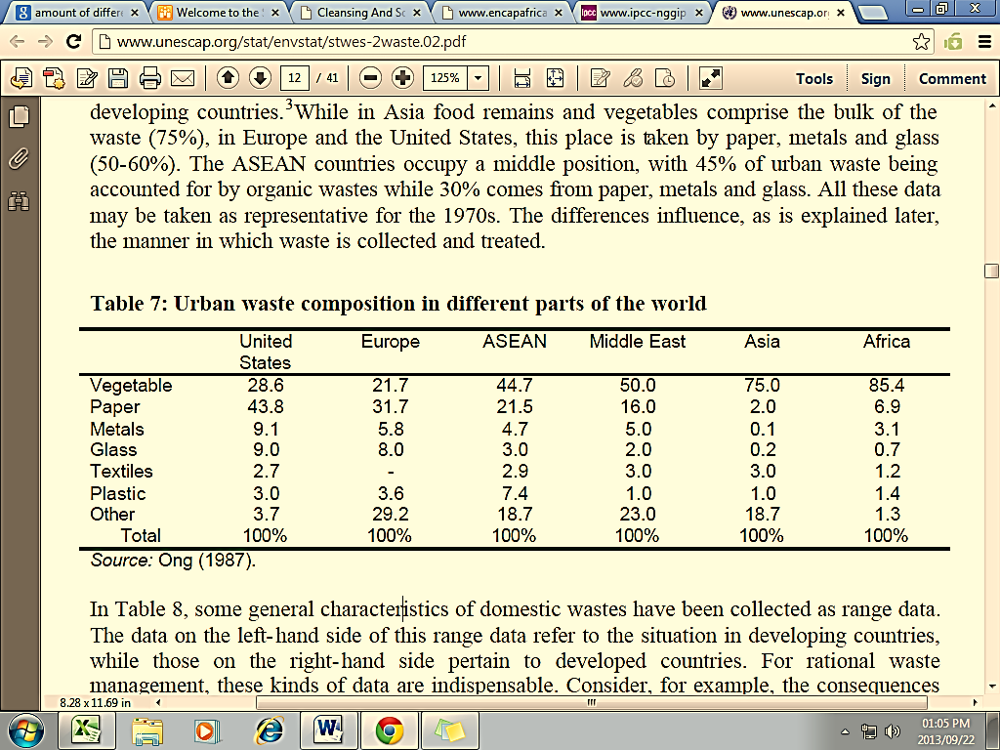 amount of differe
Welcome to the
Cleansing And Sc
www.encapafrica
ipcc www.ipcc-nggip
www.unescap.or
www.unescap.org/stat/envstat/stwes-2waste.02.pdf
12 / 41 125% Tools Sign Comment
developing countries.3While in Asia food remains and vegetables comprise the bulk of the
waste (75%), in Europe and the United States, this place is taken by paper, metals and glass
(50-60%). The ASEAN countries occupy a middle position, with 45% of urban waste being
accounted for by organic wastes while 30% comes from paper, metals and glass. All these data
may be taken as representative for the 1970s. The differences influence, as is explained later,
the manner in which waste is collected and treated.
Table 7: Urban waste composition in different parts of the world
United Europe ASEAN Middle East Asia Africa
States
Vegetable 28.6 21.7 44.7 50.0 75.0 85.4
Paper 43.8 31.7 21.5 16.0 2.0 6.9
Metals 9.1 5.8 4.7 5.0 0.1 3.1
Glass 9.0 8.0 3.0 2.0 0.2 0.7
Textiles 2.7 - 2.9 3.0 3.0 1.2
Plastic 3.0 3.6 7.4 1.0 1.0 1.4
Other 3.7 29.2 18.7 23.0 18.7 1.3
Total 100% 100% 100% 100% 100% 100%
Source: Ong (1987).
In Table 8, some general characteristics of domestic wastes have been collected as range data.
The data on the left-hand side of this range data refer to the situation in developing countries,
while those on the right-hand side pertain to developed countries. For rational waste
management, these kinds of data are indispensable. Consider, for example, the consequences
8.28 x 11.69 in
01:05 PM
2013/09/22